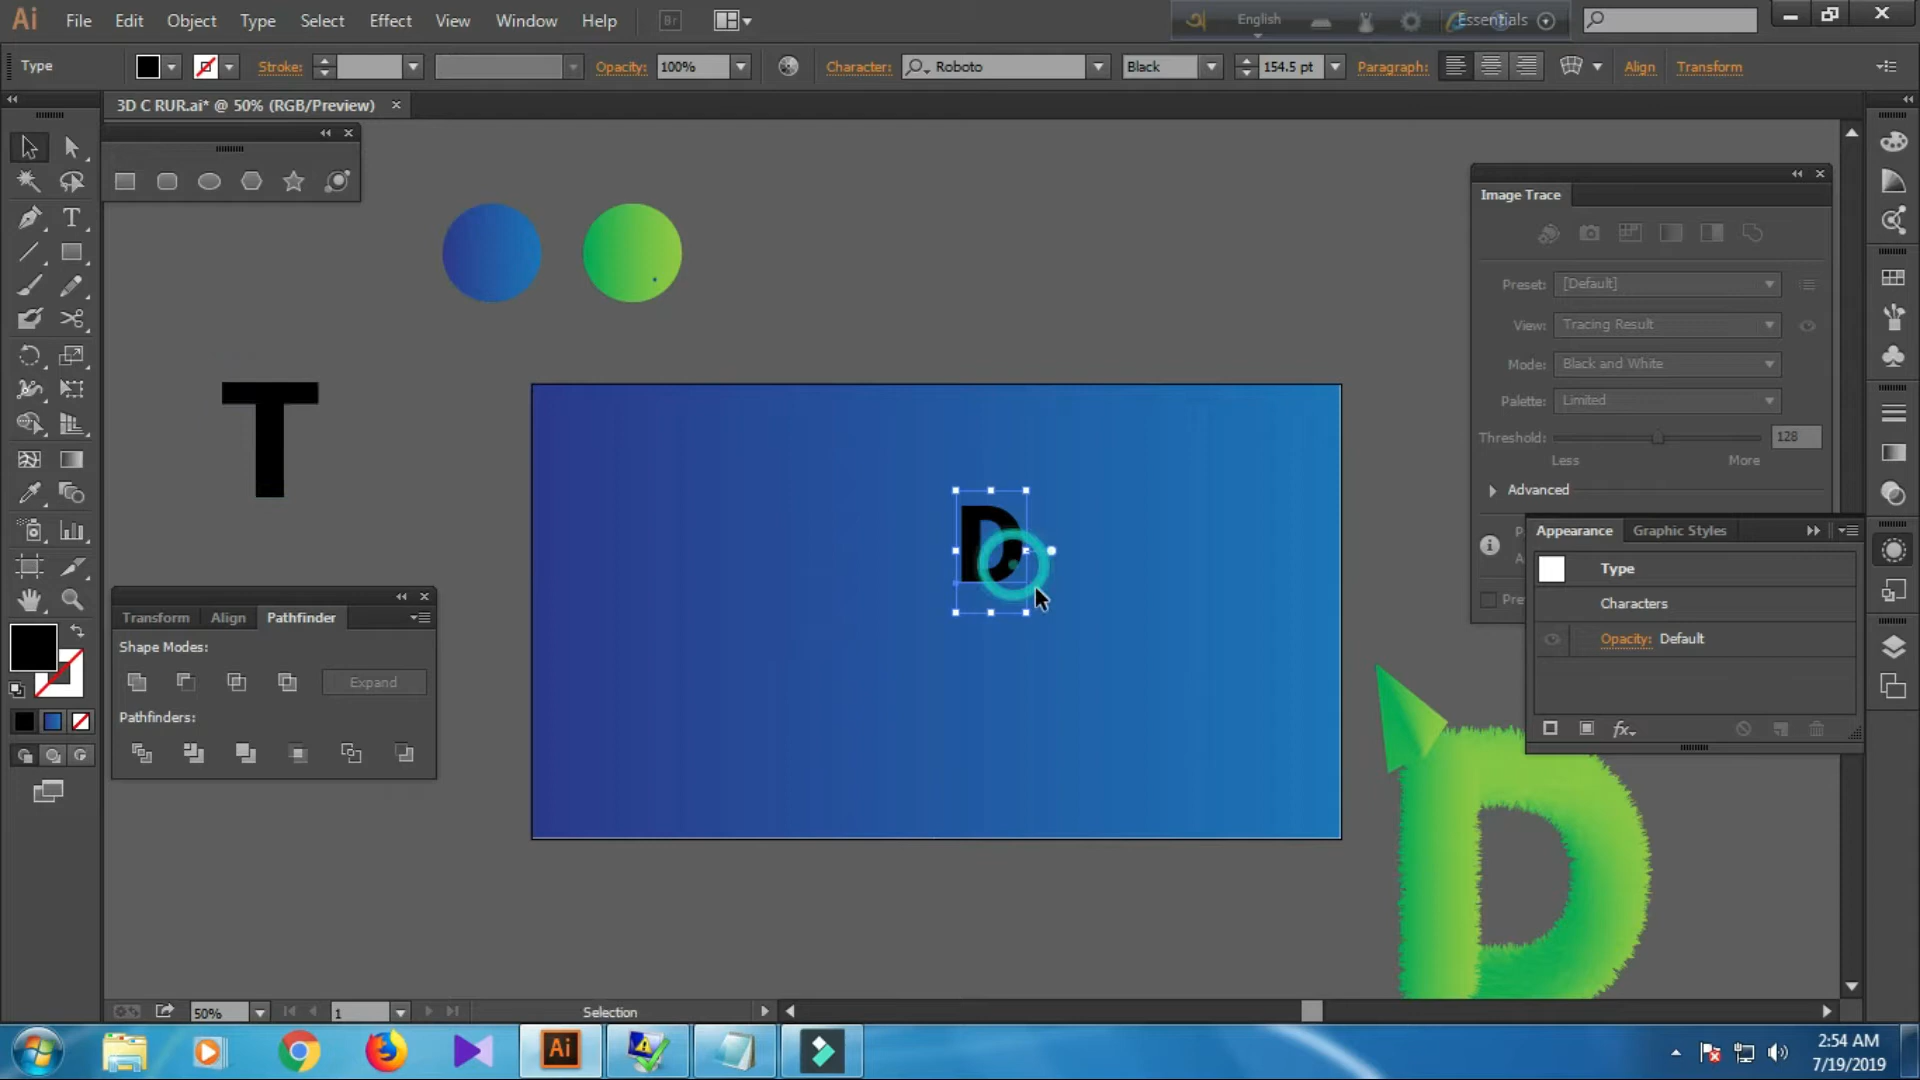 Ai File Edit Object Type Select Effect View Window Help Br English Essentials
Type Stroke: Opacity: 100% Character: Roboto Black 154.5 pt Paragraph: Align Transform
3D C RUR.ai* @ 50% (RGB/Preview)
Image Trace
Preset: [Default]
View: Tracing Result
Mode: Black and White
Palette: Limited
Threshold: 128
Less More
Advanced
T
D
Appearance Graphic Styles
Type
Characters
Opacity: Default
Transform Align Pathfinder
Shape Modes:
Expand
Pathfinders:
D
50% 1 Selection
Ai
2:54 AM
7/19/2019